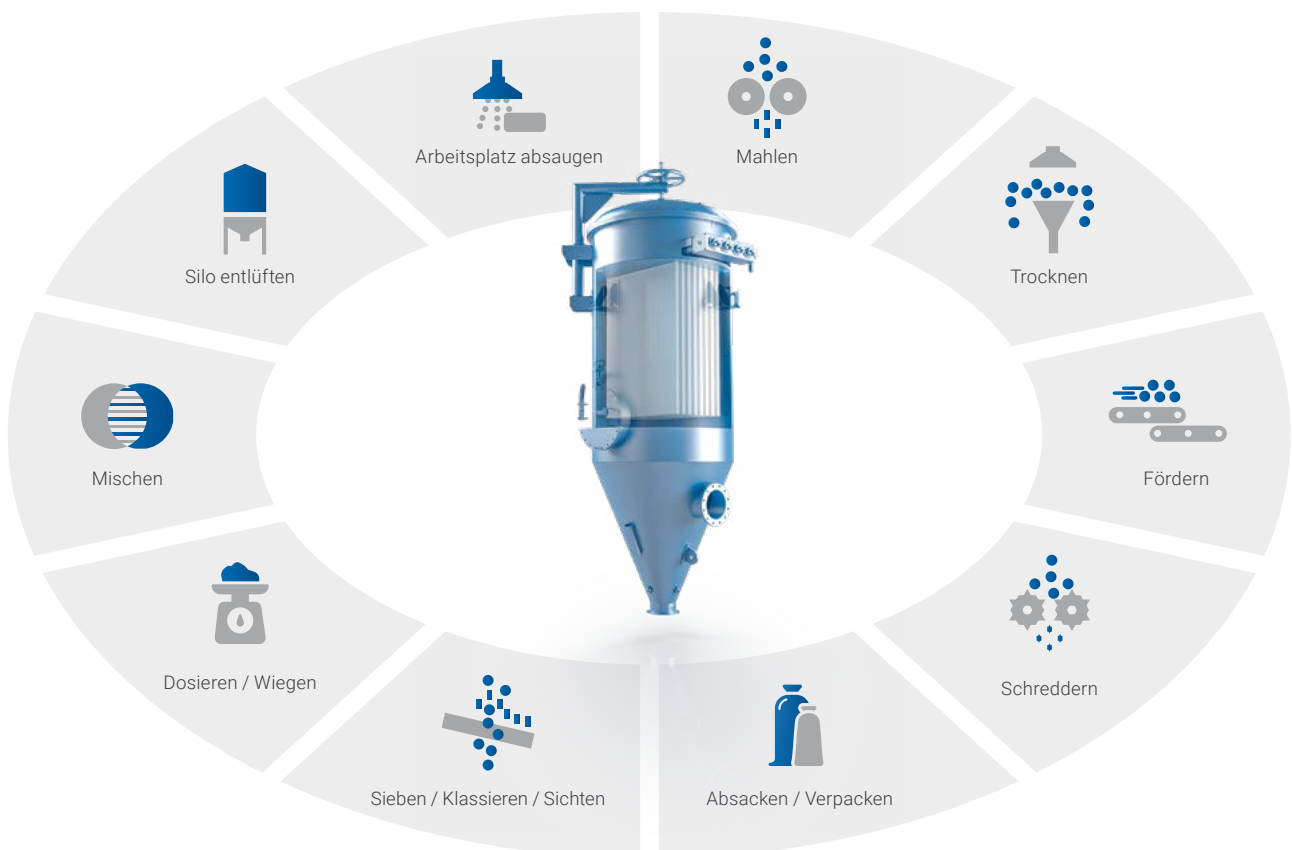 Arbeitsplatz absaugen
Mahlen
Silo entlüften
Trocknen
Mischen
Fördern
Dosieren / Wiegen
Schreddern
Sieben / Klassieren / Sichten
Absacken / Verpacken